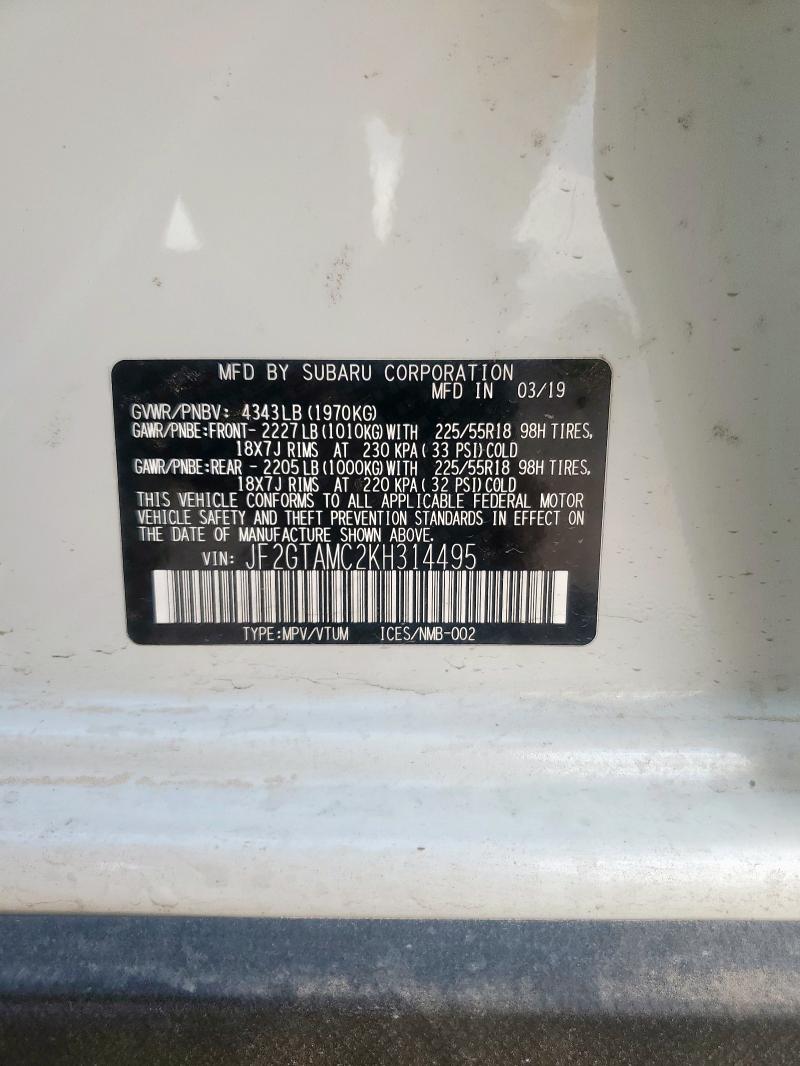 MFD BY SUBARU CORPORATION
MFD IN 03/19
GVWR/PNBV: 4343LB (1970KG)
GAWR/PNBE:FRONT- 2227LB (1010KG) WITH 225/55R18 98H TIRES,
18X7J RIMS AT 230 KPA ( 33 PSI) COLD
GAWR/PNBE:REAR - 2205LB (1000KG) WITH 225/55R18 98H TIRES,
18X7J RIMS AT 220 KPA ( 32 PSI) COLD
THIS VEHICLE CONFORMS TO ALL APPLICABLE FEDERAL MOTOR
VEHICLE SAFETY AND THEFT PREVENTION STANDARDS IN EFFECT ON
THE DATE OF MANUFACTURE SHOWN ABOVE.
VIN: JF2GTAMC2KH314495
TYPE:MPV/VTUM ICES/NMB-002